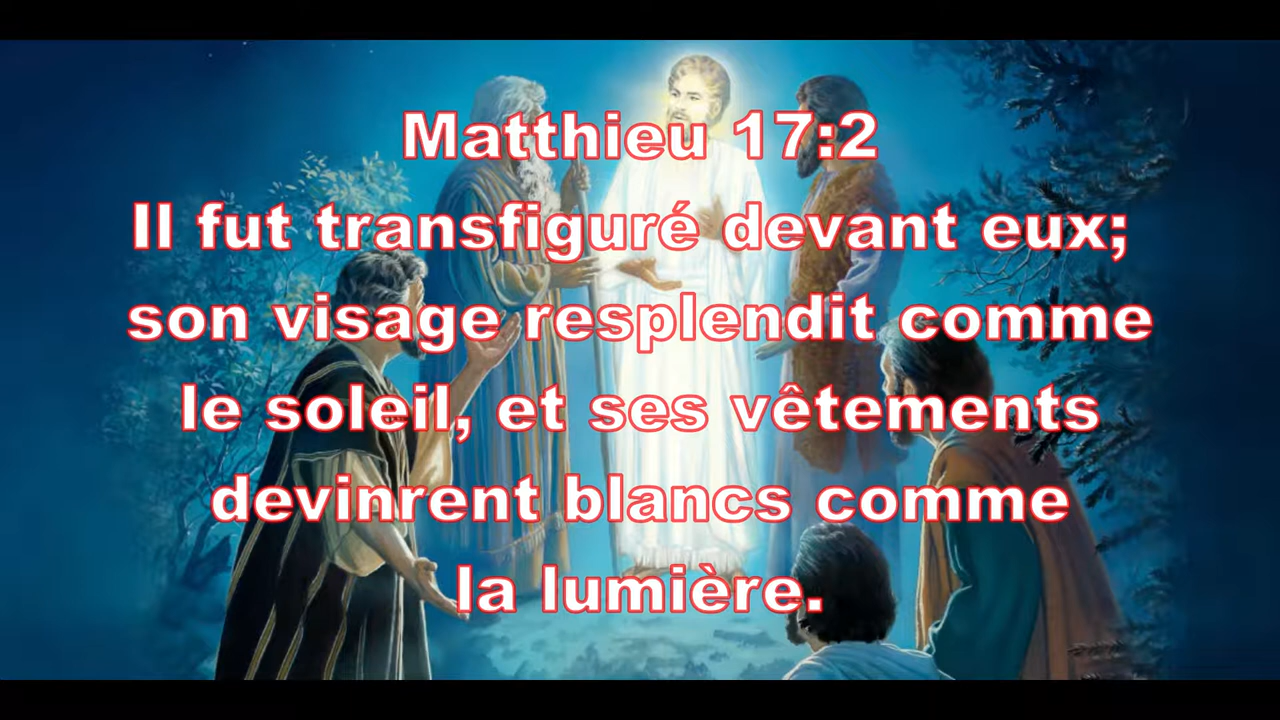 Matthieu 17:2
Il fut transfiguré devant eux;
son visage resplendit comme
le soleil, et ses vêtements
devinrent blancs comme
la lumière.